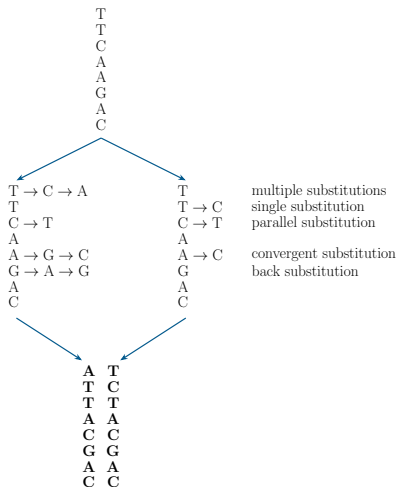 T
T
C
A
A
G
A
C
T → C → A T multiple substitutions
T T → C single substitution
C → T C → T parallel substitution
A A
A → G → C A → C convergent substitution
G → A → G G back substitution
A A
C C
A T
T C
T T
A A
C C
G G
A A
C C